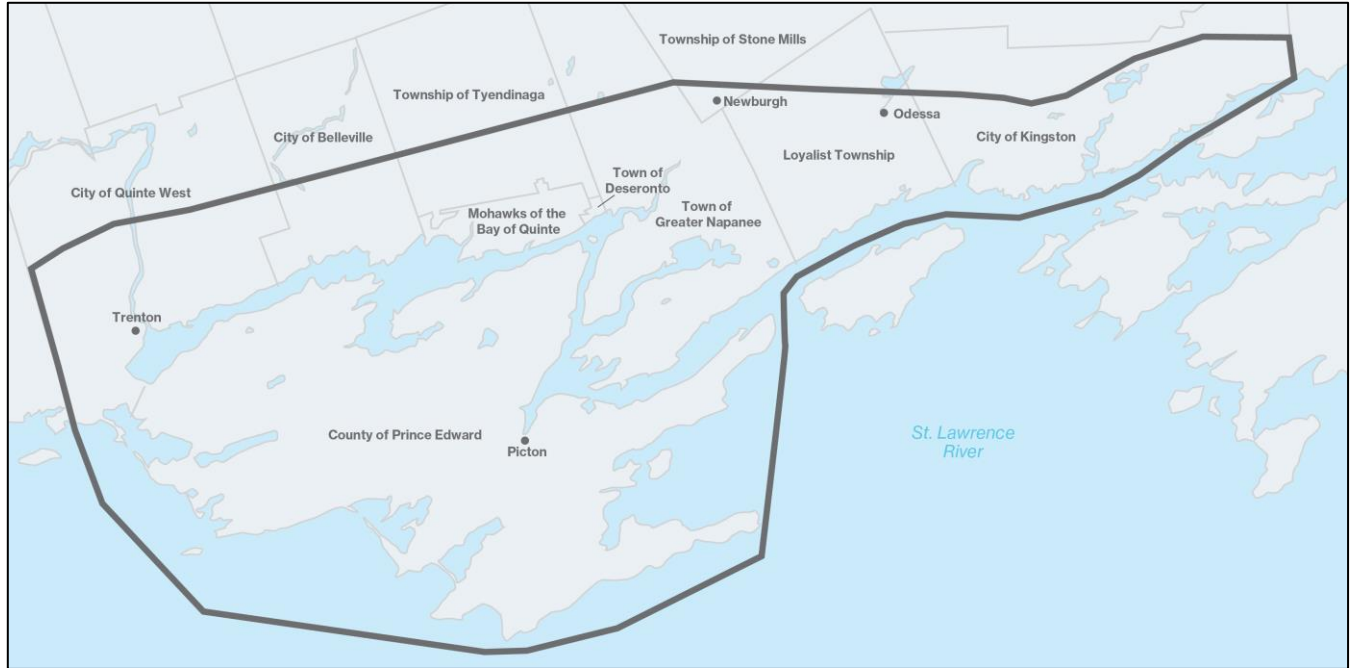 Township of Stone Mills
Township of Tyendinaga
Newburgh
Odessa
City of Belleville
City of Kingston
Loyalist Township
City of Quinte West
Town of
Deseronto
Town of
Greater Napanee
Mohawks of the
Bay of Quinte
Trenton
County of Prince Edward
Picton
St. Lawrence
River